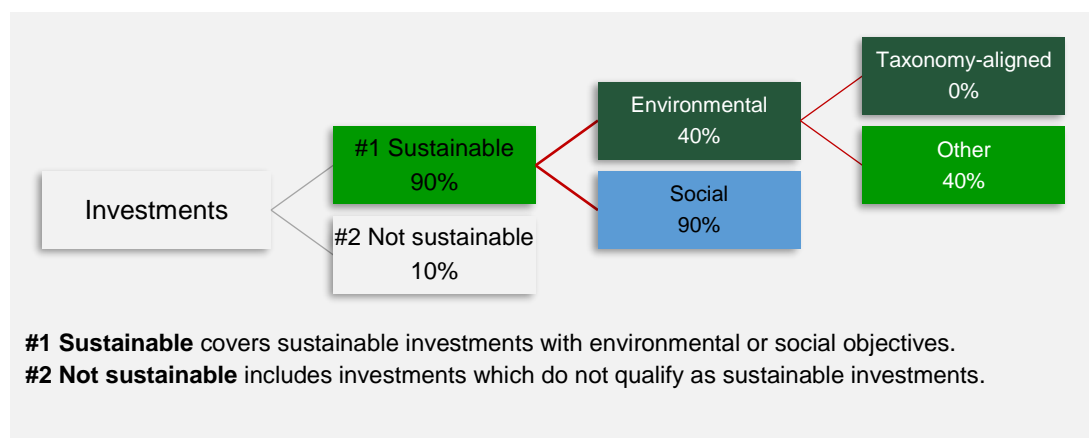 Investments
#1 Sustainable
90%
#2 Not sustainable
10%
Environmental
40%
Social
90%
Taxonomy-aligned
0%
Other
40%
#1 Sustainable covers sustainable investments with environmental or social objectives.
#2 Not sustainable includes investments which do not qualify as sustainable investments.